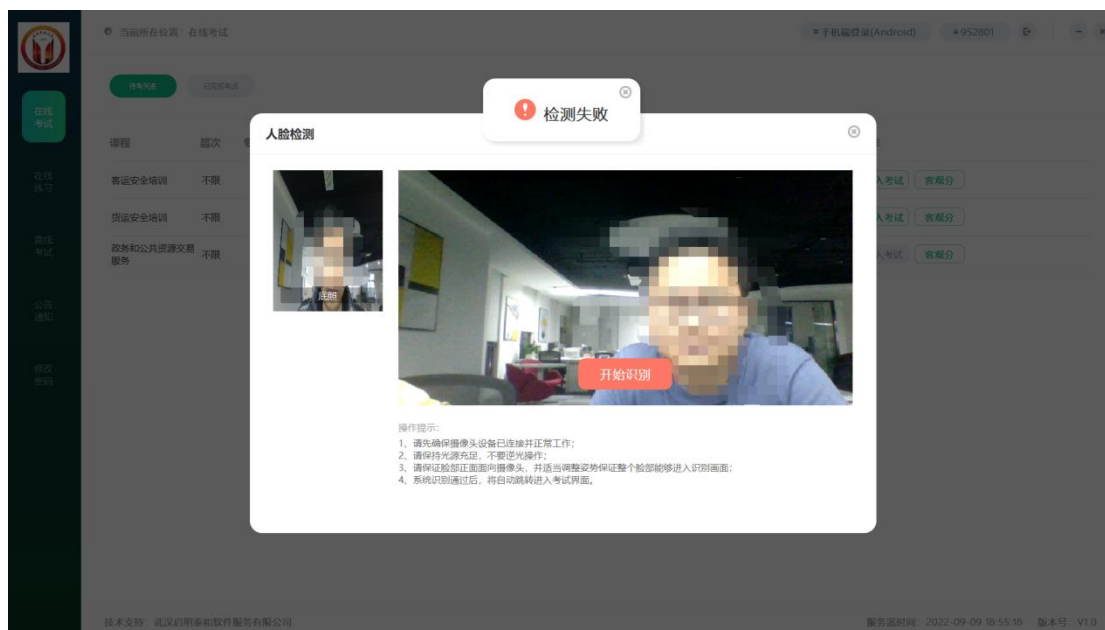 当前所在位置：在线考试
手机端登录(Android)
952801
在线
考试
待考列表
已完成考试
检测失败
人脸检测
课程
层次
客运安全培训
不限
入考试
客观分
货运安全培训
不限
入考试
客观分
政务和公共资源交易
服务
不限
入考试
客观分
在线
练习
离线
考试
公告
通知
修改
密码
底照
开始识别
操作提示：
1、请先确保摄像头设备已连接并正常工作；
2、请保持光源充足，不要逆光操作；
3、请保证脸部正面面向摄像头，并适当调整姿势保证整个脸部能够进入识别画面；
4、系统识别通过后，将自动跳转进入考试界面。
技术支持：武汉启明泰和软件服务有限公司
服务器时间：2022-09-09 18:55:18
版本号：V1.0